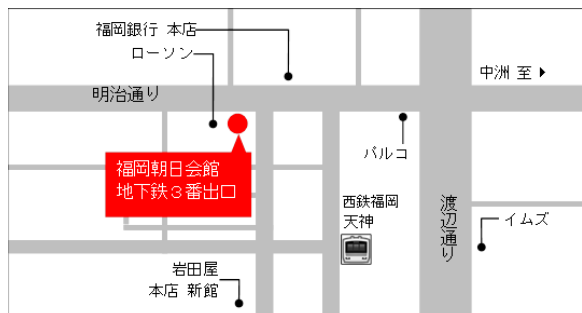 福岡銀行 本店
ローソン
中洲 至
明治通り
パルコ
福岡朝日会館
地下鉄３番出口
西鉄福岡
天神
渡辺通り
イムズ
岩田屋
本店 新館